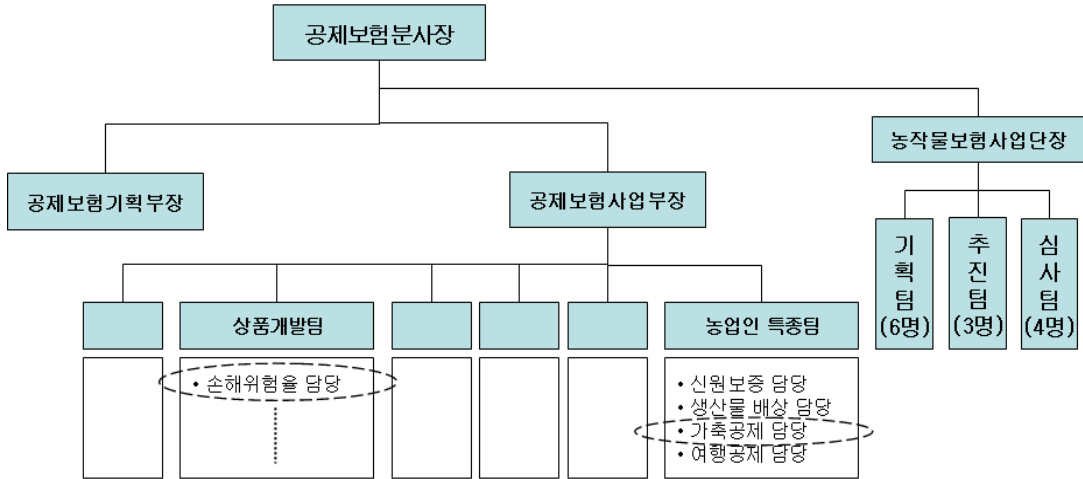 공제보험분사장
농작물보험사업단장
공제보험기획부장
공제보험사업부장
기획팀(6명)
추진팀(3명)
심사팀(4명)
상품개발팀
농업인 특종팀
• 손해위험율 담당
• 신원보증 담당
• 생산물 배상 담당
• 가축공제 담당
• 여행공제 담당